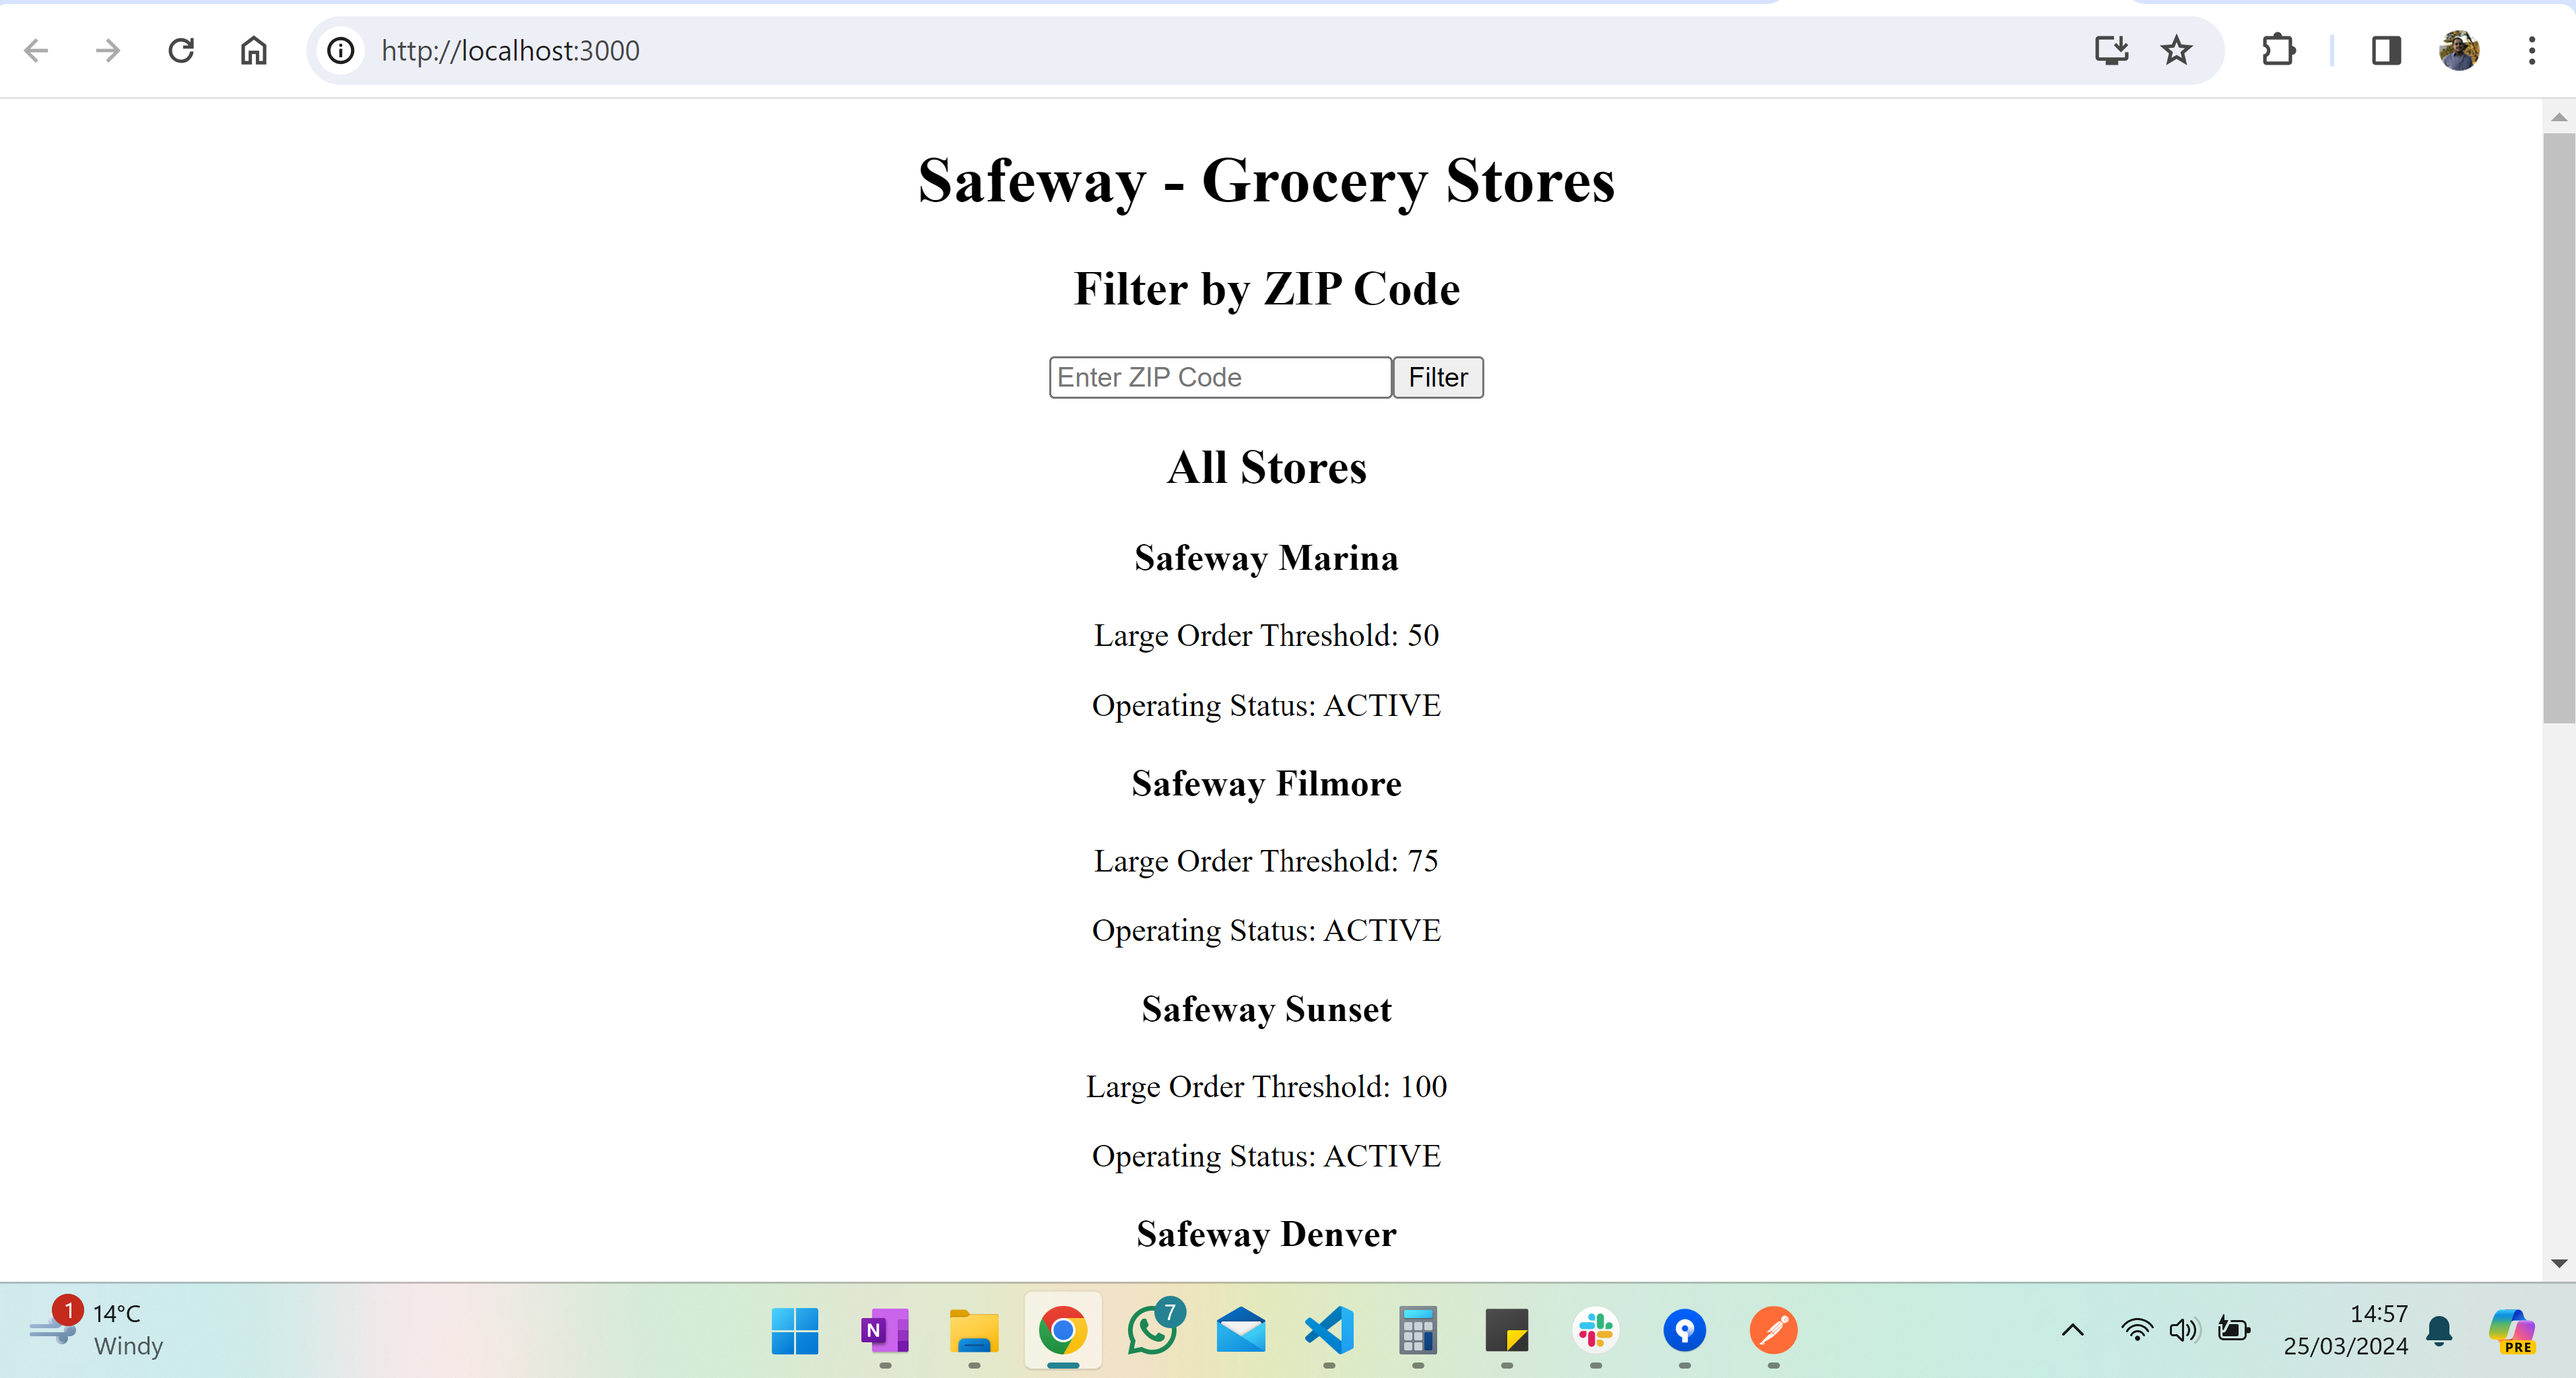 http://localhost:3000
Safeway - Grocery Stores
Filter by ZIP Code
Enter ZIP Code Filter
All Stores
Safeway Marina
Large Order Threshold: 50
Operating Status: ACTIVE
Safeway Filmore
Large Order Threshold: 75
Operating Status: ACTIVE
Safeway Sunset
Large Order Threshold: 100
Operating Status: ACTIVE
Safeway Denver
1
14°C
Windy
N
7
14:57
25/03/2024
PRE